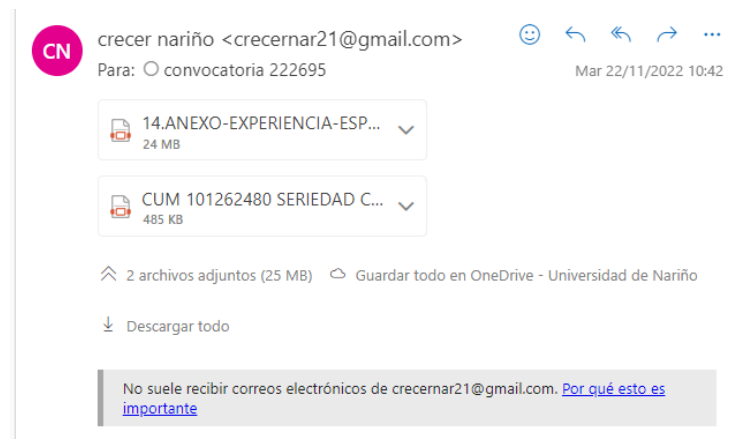 CN
crecer nariño <crecernar21@gmail.com>
Para: convocatoria 222695
Mar 22/11/2022 10:42
14.ANEXO-EXPERIENCIA-ESP...
24 MB
CUM 101262480 SERIEDAD C...
485 KB
2 archivos adjuntos (25 MB) Guardar todo en OneDrive - Universidad de Nariño
Descargar todo
No suele recibir correos electrónicos de crecernar21@gmail.com. Por qué esto es
importante